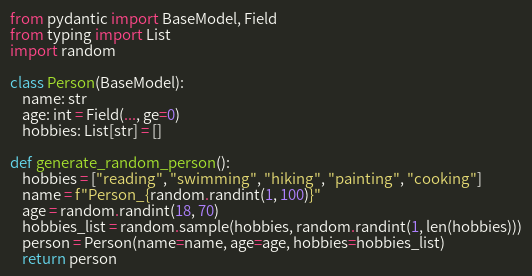 from pydantic import BaseModel, Field
from typing import List
import random

class Person(BaseModel):
    name: str
    age: int = Field(..., ge=0)
    hobbies: List[str] = []

def generate_random_person():
    hobbies = ["reading", "swimming", "hiking", "painting", "cooking"]
    name = f"Person_{random.randint(1, 100)}"
    age = random.randint(18, 70)
    hobbies_list = random.sample(hobbies, random.randint(1, len(hobbies)))
    person = Person(name=name, age=age, hobbies=hobbies_list)
    return person